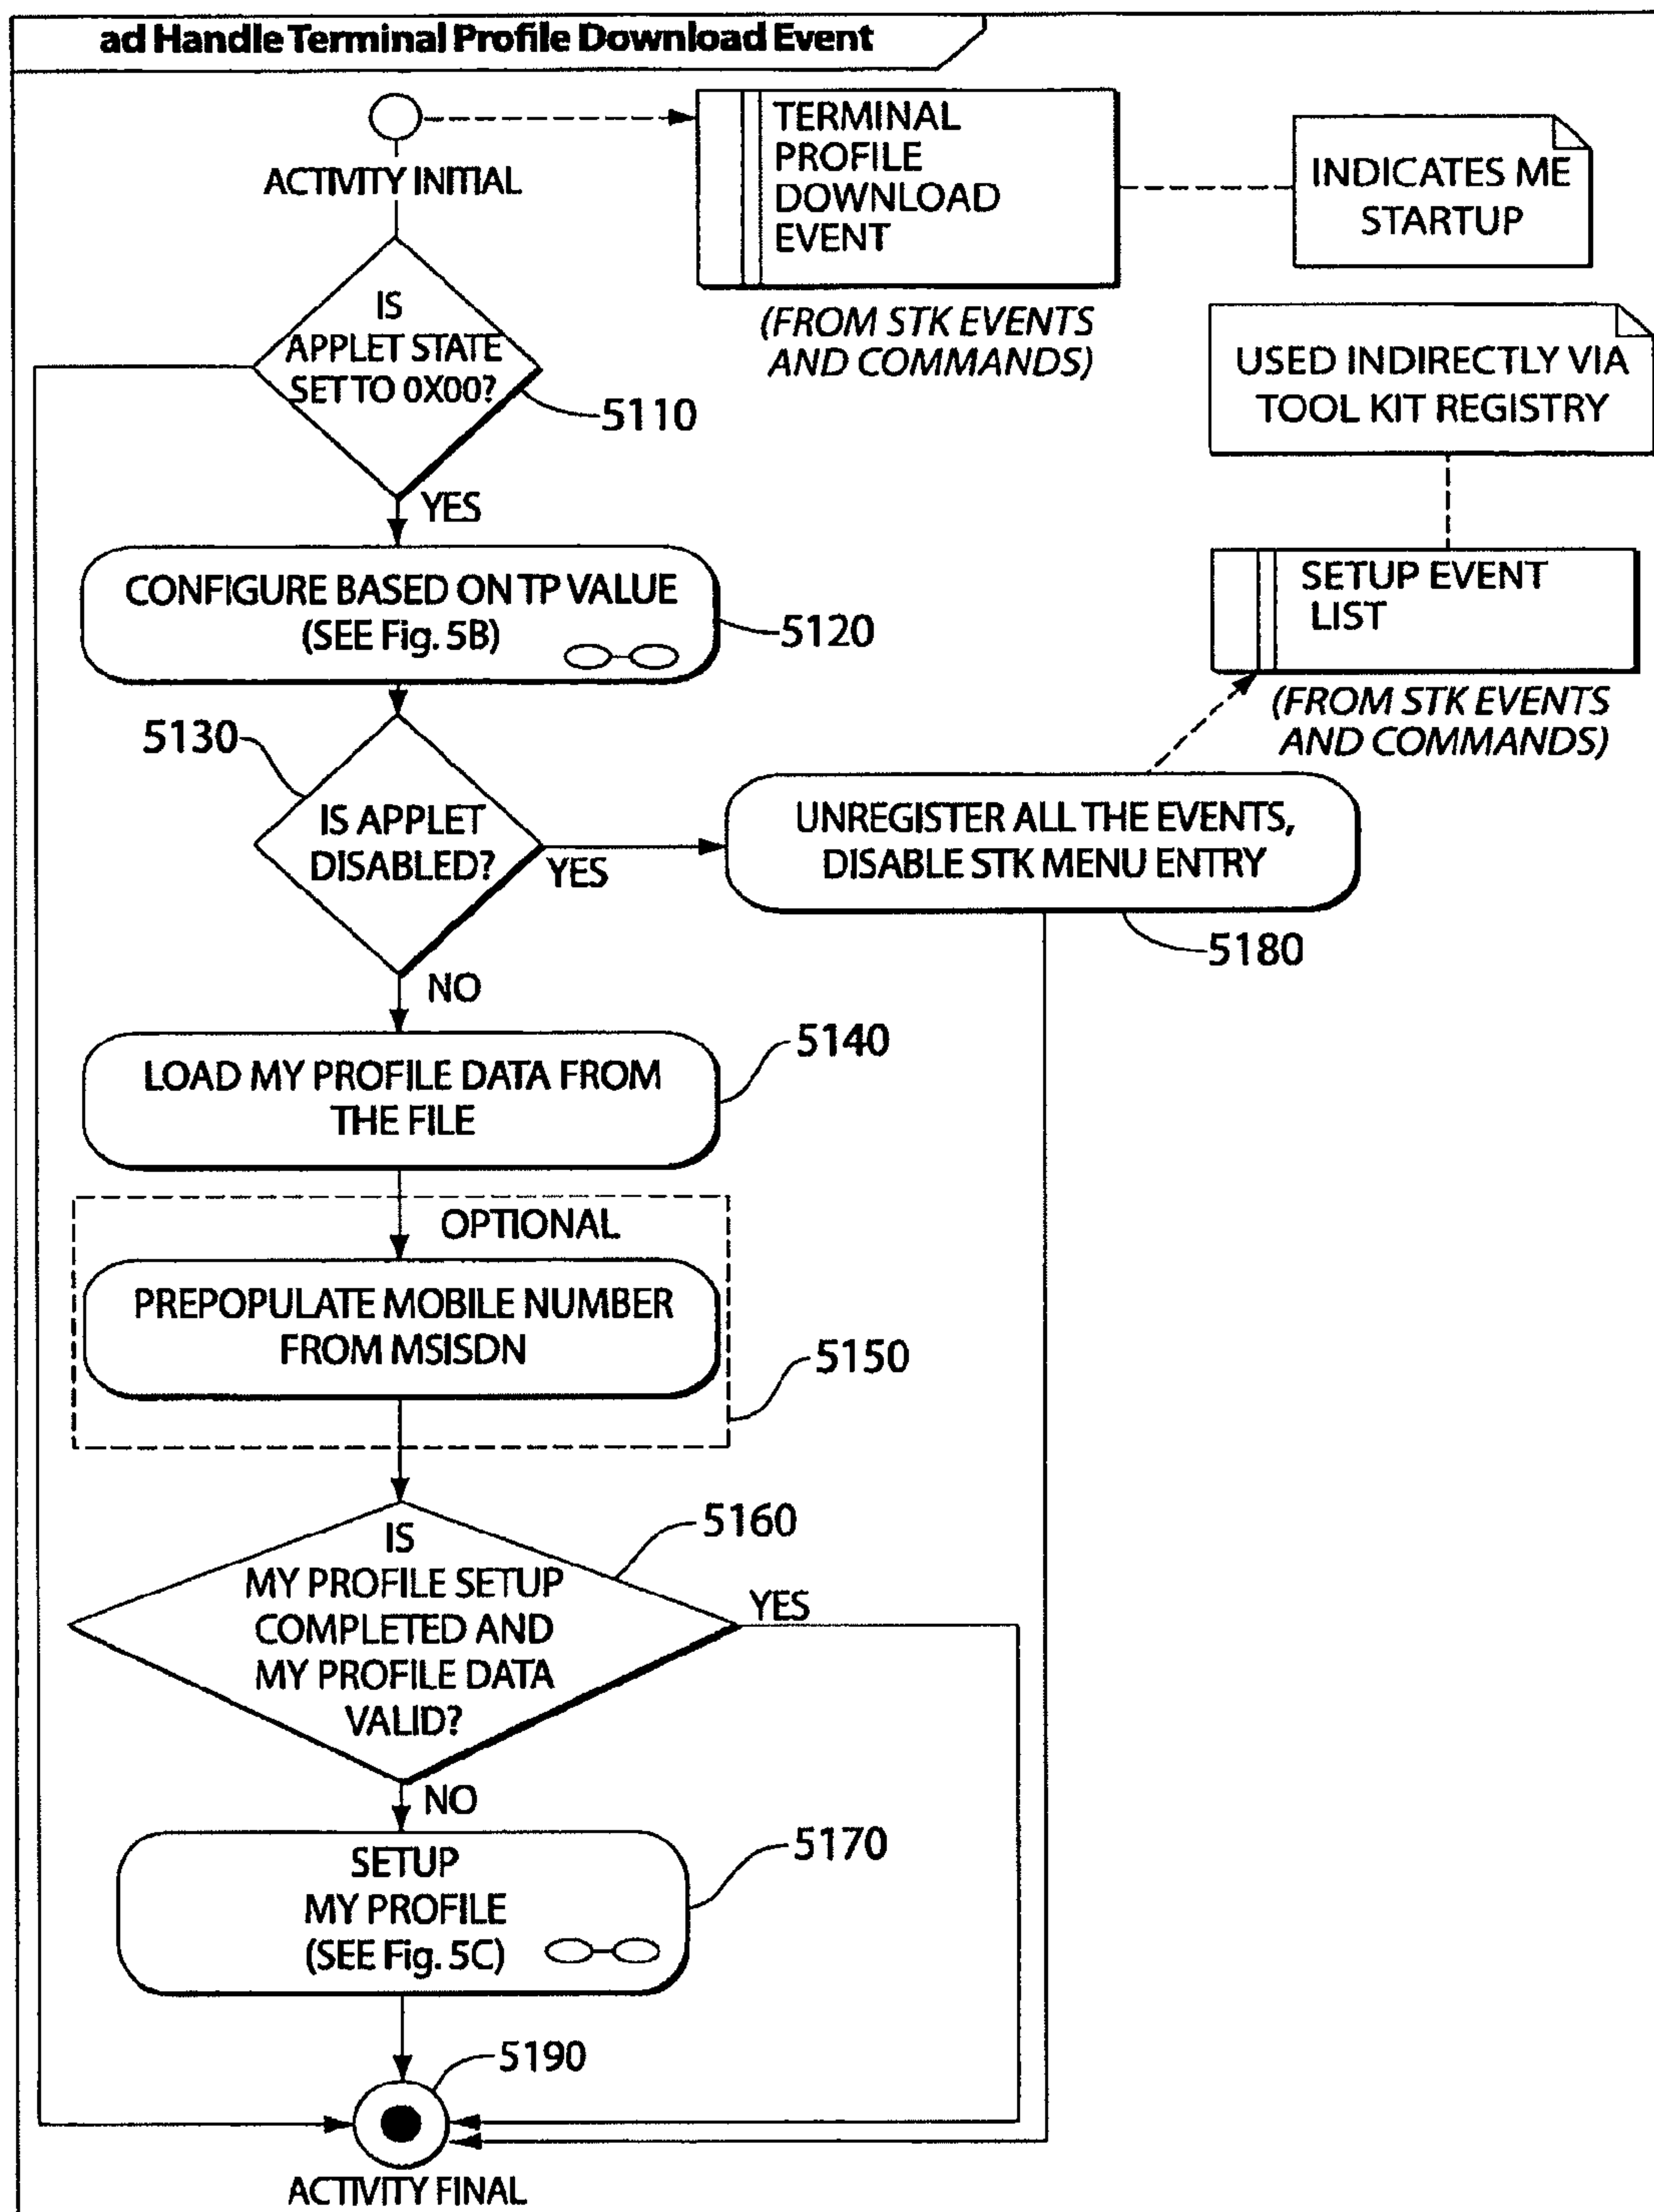 ad Handle Terminal Profile Download Event
ACTIVITY INITIAL
TERMINAL
PROFILE
DOWNLOAD
EVENT
(FROM STK EVENTS
AND COMMANDS)
INDICATES ME
STARTUP
IS
APPLET STATE
SET TO 0X00?
5110
YES
USED INDIRECTLY VIA
TOOL KIT REGISTRY
SETUP EVENT
LIST
(FROM STK EVENTS
AND COMMANDS)
CONFIGURE BASED ON TP VALUE
(SEE Fig. 5B)
5120
5130
IS APPLET
DISABLED?
YES
NO
UNREGISTER ALL THE EVENTS,
DISABLE STK MENU ENTRY
5180
LOAD MY PROFILE DATA FROM
THE FILE
5140
OPTIONAL
PREPOPULATE MOBILE NUMBER
FROM MSISDN
5150
IS
MY PROFILE SETUP
COMPLETED AND
MY PROFILE DATA
VALID?
5160
YES
NO
SETUP
MY PROFILE
(SEE Fig. 5C)
5170
5190
ACTIVITY FINAL